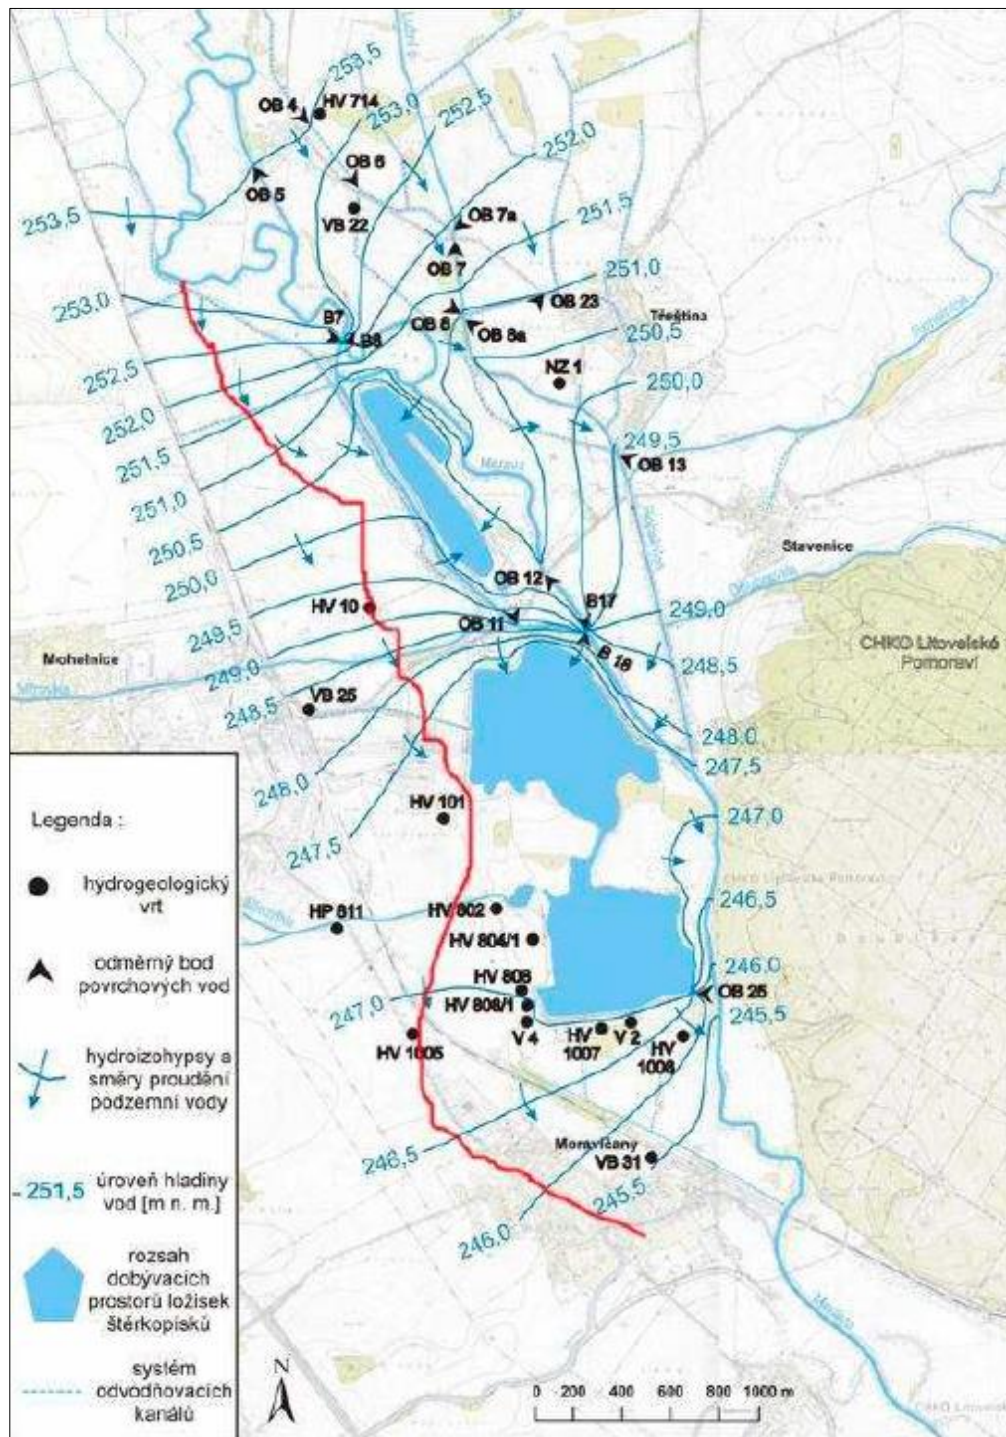 253,5
OB 4
HV 714
253,0
252,5
252,0
OB 6
OB 5
253,5
VB 22
OB 7a
251,5
OB 7
251,0
253,0
OB 23
B7
OB 8
Třeština
B8
OB 8a
250,5
252,5
NZ 1
250,0
252,0
249,5
251,5
OB 13
Morava
251,0
250,5
Stavenice
250,0
OB 12
B17
HV 10
249,0
249,5
OB 11
CHKO Litovelské
Pomoraví
B 18
Mohelnice
249,0
248,5
Mírovka
VB 25
248,5
248,0
247,5
248,0
HV 101
247,0
Legenda :
247,5
CHKO Litovelské Pomoraví
hydrogeologický
vrt
246,5
HP 811
HV 802
HV 804/1
odměrný bod
povrchových vod
246,0
HV 808
OB 25
247,0
HV 808/1
245,5
V 4
HV
1007
V 2
HV
1008
HV 1005
hydroizohypsy a
směry proudění
podzemní vody
Moravičany
246,5
VB 31
- 251,5
úroveň hladiny
vod [m n. m.]
245,5
246,0
rozsah
dobývacích
prostorů ložisek
štěrkopísků
Morava
systém
odvodňovacích
kanálů
N
0 200 400 600 800 1000 m